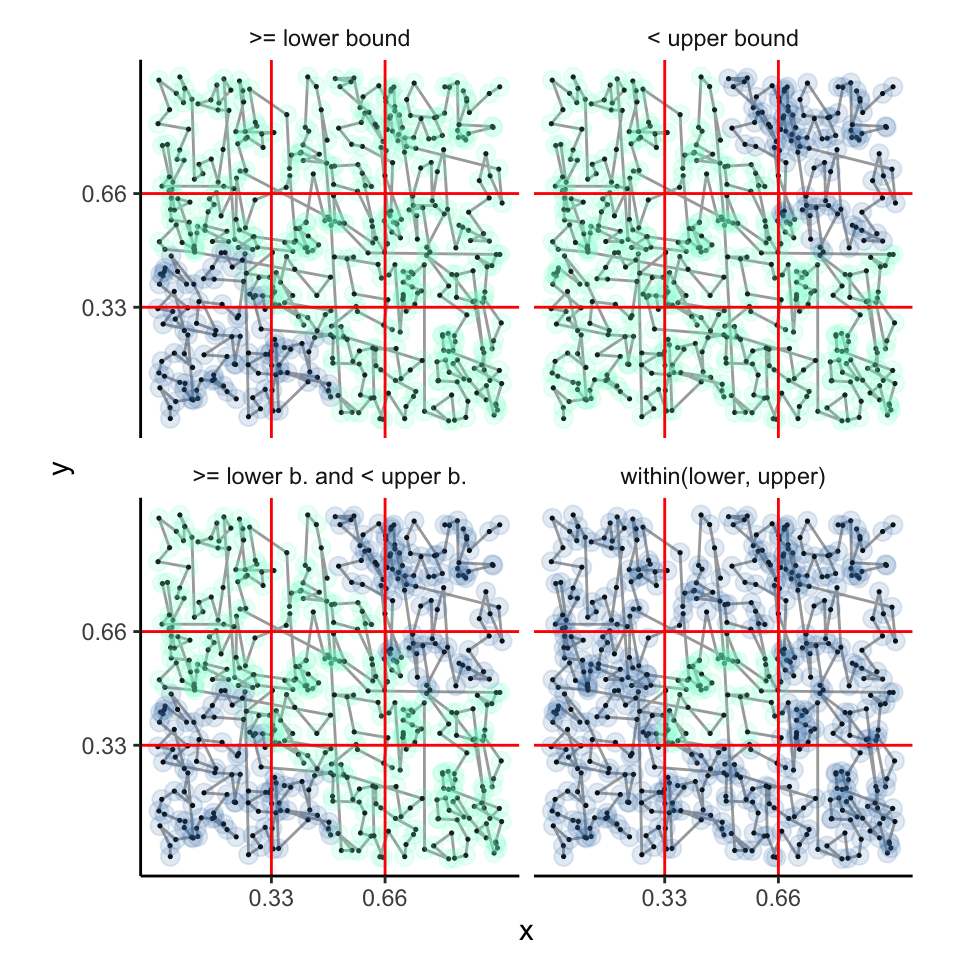 >= lower bound
< upper bound
0.66
0.33
y
>= lower b. and < upper b.
within(lower, upper)
0.66
0.33
0.33
0.66
0.33
0.66
x